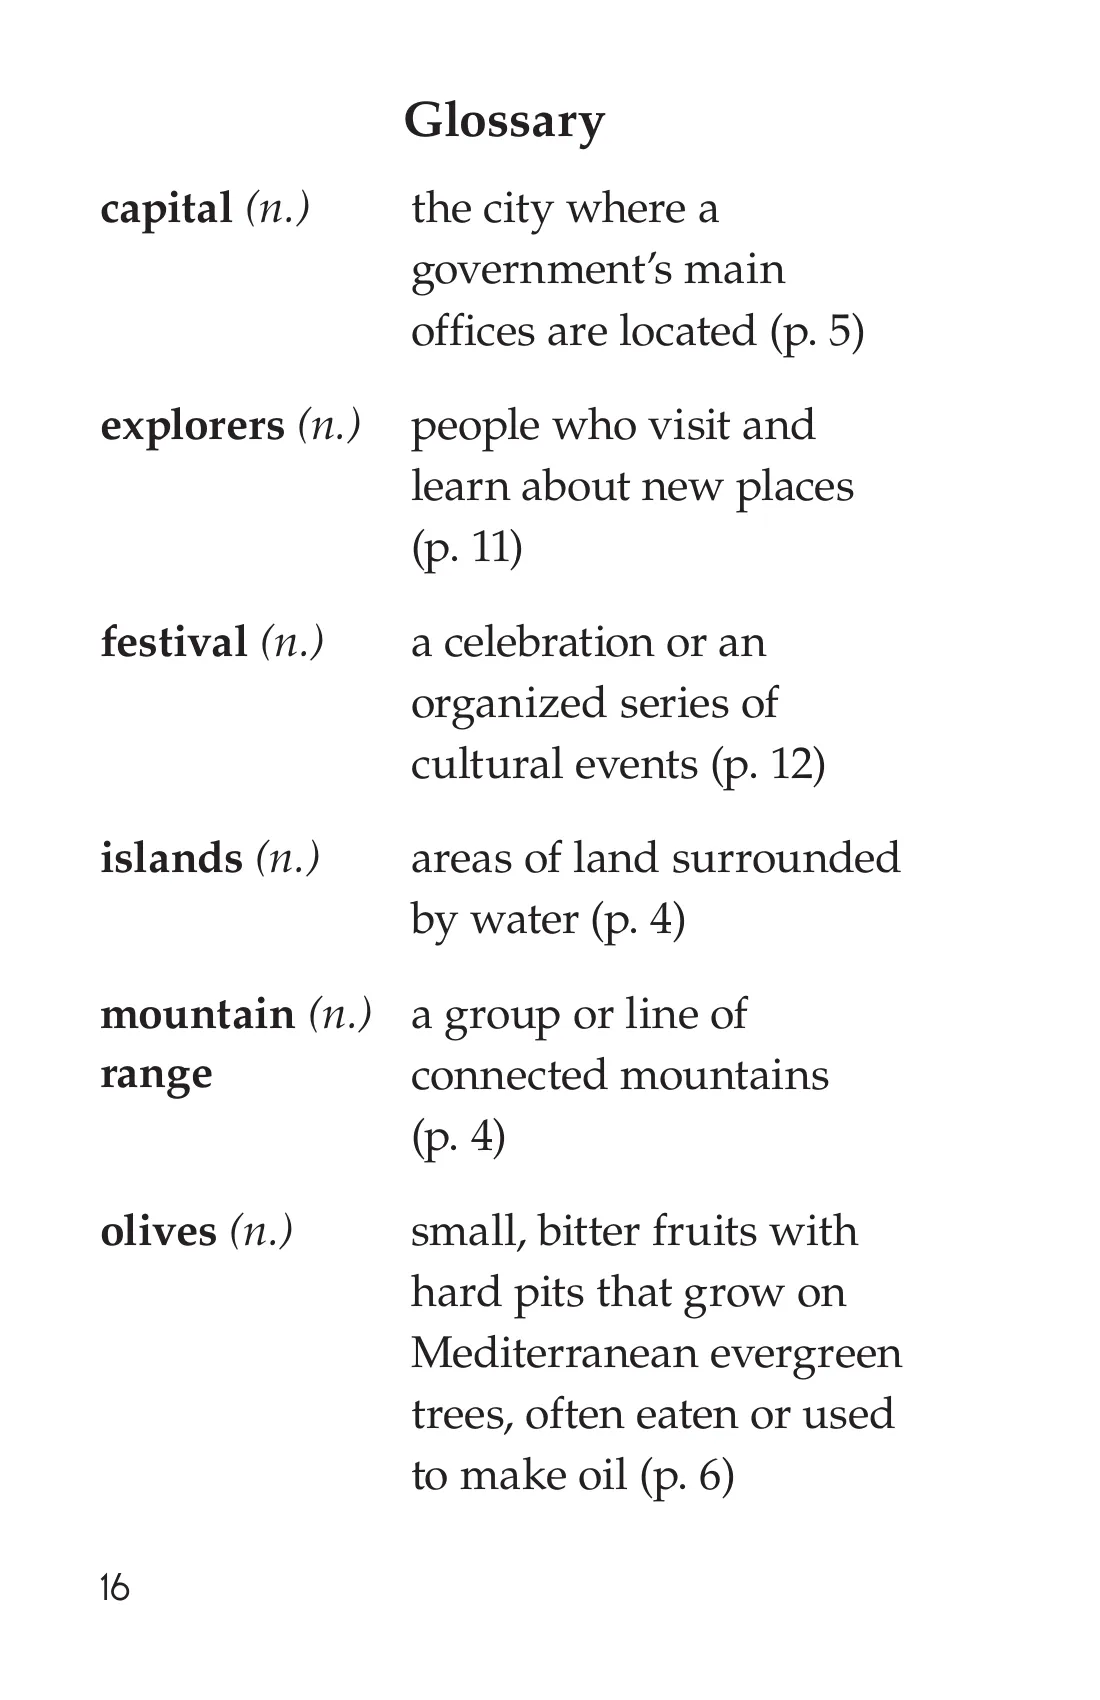 Glossary
capital (n.) the city where a
government’s main
offices are located (p. 5)
explorers (n.) people who visit and
learn about new places
(p. 11)
festival (n.) a celebration or an
organized series of
cultural events (p. 12)
islands (n.) areas of land surrounded
by water (p. 4)
mountain (n.) a group or line of
range connected mountains
(p. 4)
olives (n.) small, bitter fruits with
hard pits that grow on
Mediterranean evergreen
trees, often eaten or used
to make oil (p. 6)
16